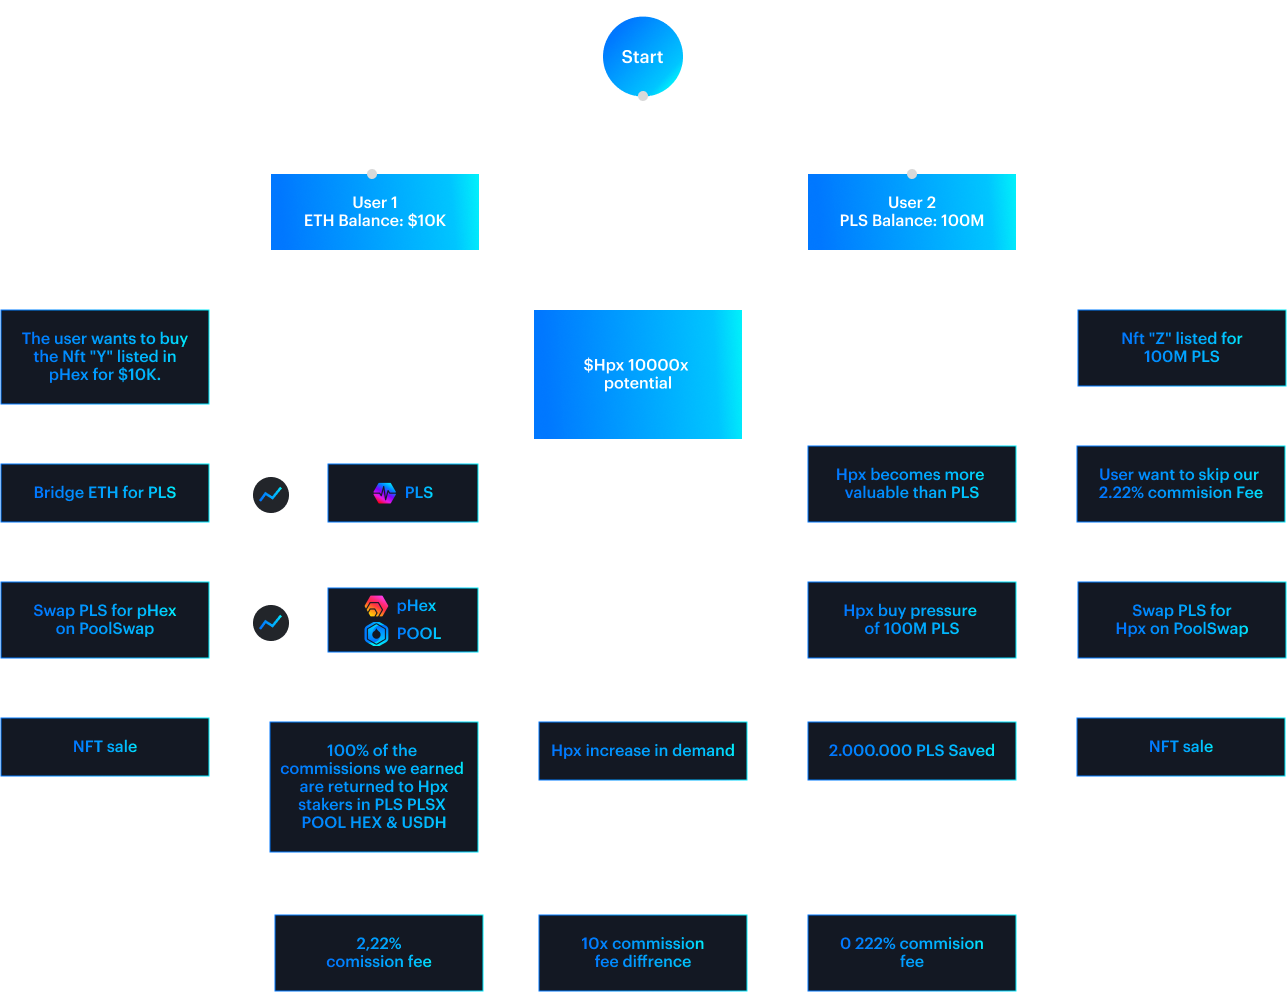 Start
User 1
ETH Balance: $10K
User 2
PLS Balance: 100M
The user wants to buy
the Nft "Y" listed in
pHex for $10K.
$Hpx 10000x
potential
Nft "Z" listed for
100M PLS
Bridge ETH for PLS
PLS
Hpx becomes more
valuable than PLS
User want to skip our
2.22% commision Fee
Swap PLS for pHex
on PoolSwap
pHex
POOL
Hpx buy pressure
of 100M PLS
Swap PLS for
Hpx on PoolSwap
NFT sale
100% of the
commissions we earned
are returned to Hpx
stakers in PLS PLSX
POOL HEX & USDH
Hpx increase in demand
2.000.000 PLS Saved
NFT sale
2,22%
comission fee
10x commission
fee diffrence
0 222% commision
fee